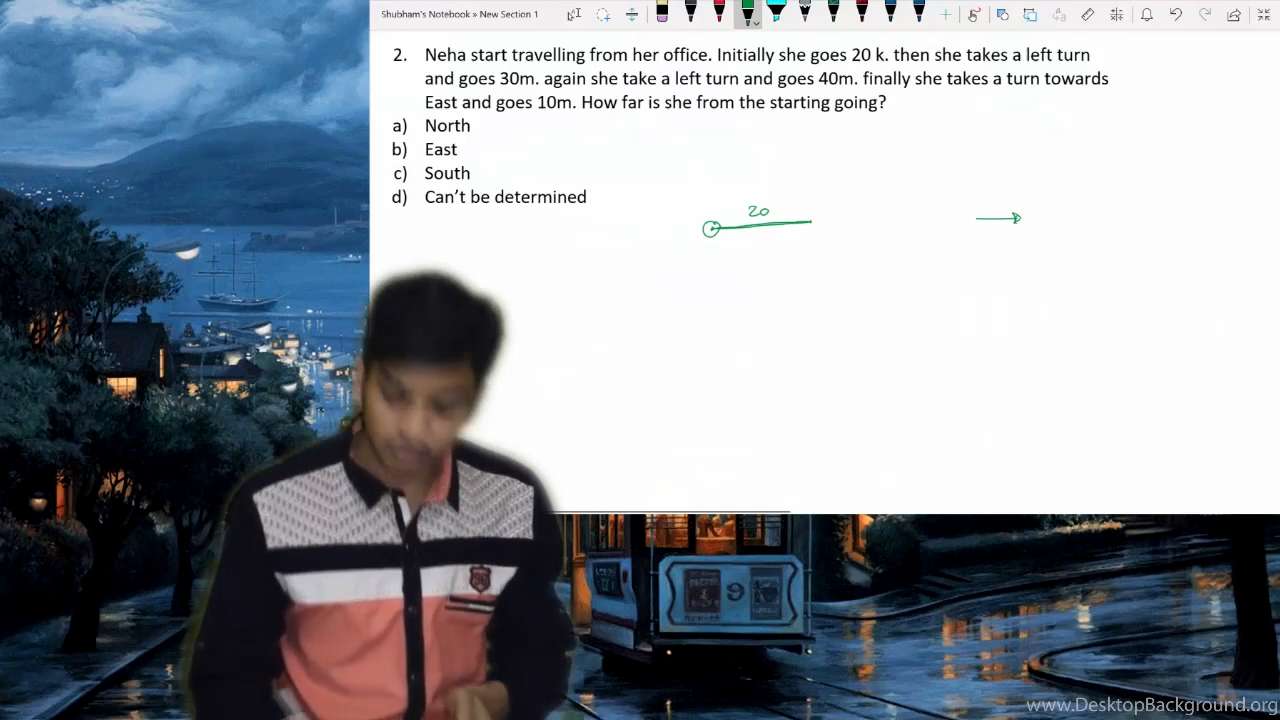 Shubham's Notebook » New Section 1
2. Neha start travelling from her office. Initially she goes 20 k. then she takes a left turn
and goes 30m. again she take a left turn and goes 40m. finally she takes a turn towards
East and goes 10m. How far is she from the starting going?
a) North
b) East
c) South
d) Can't be determined
20
9
www.DesktopBackground.org